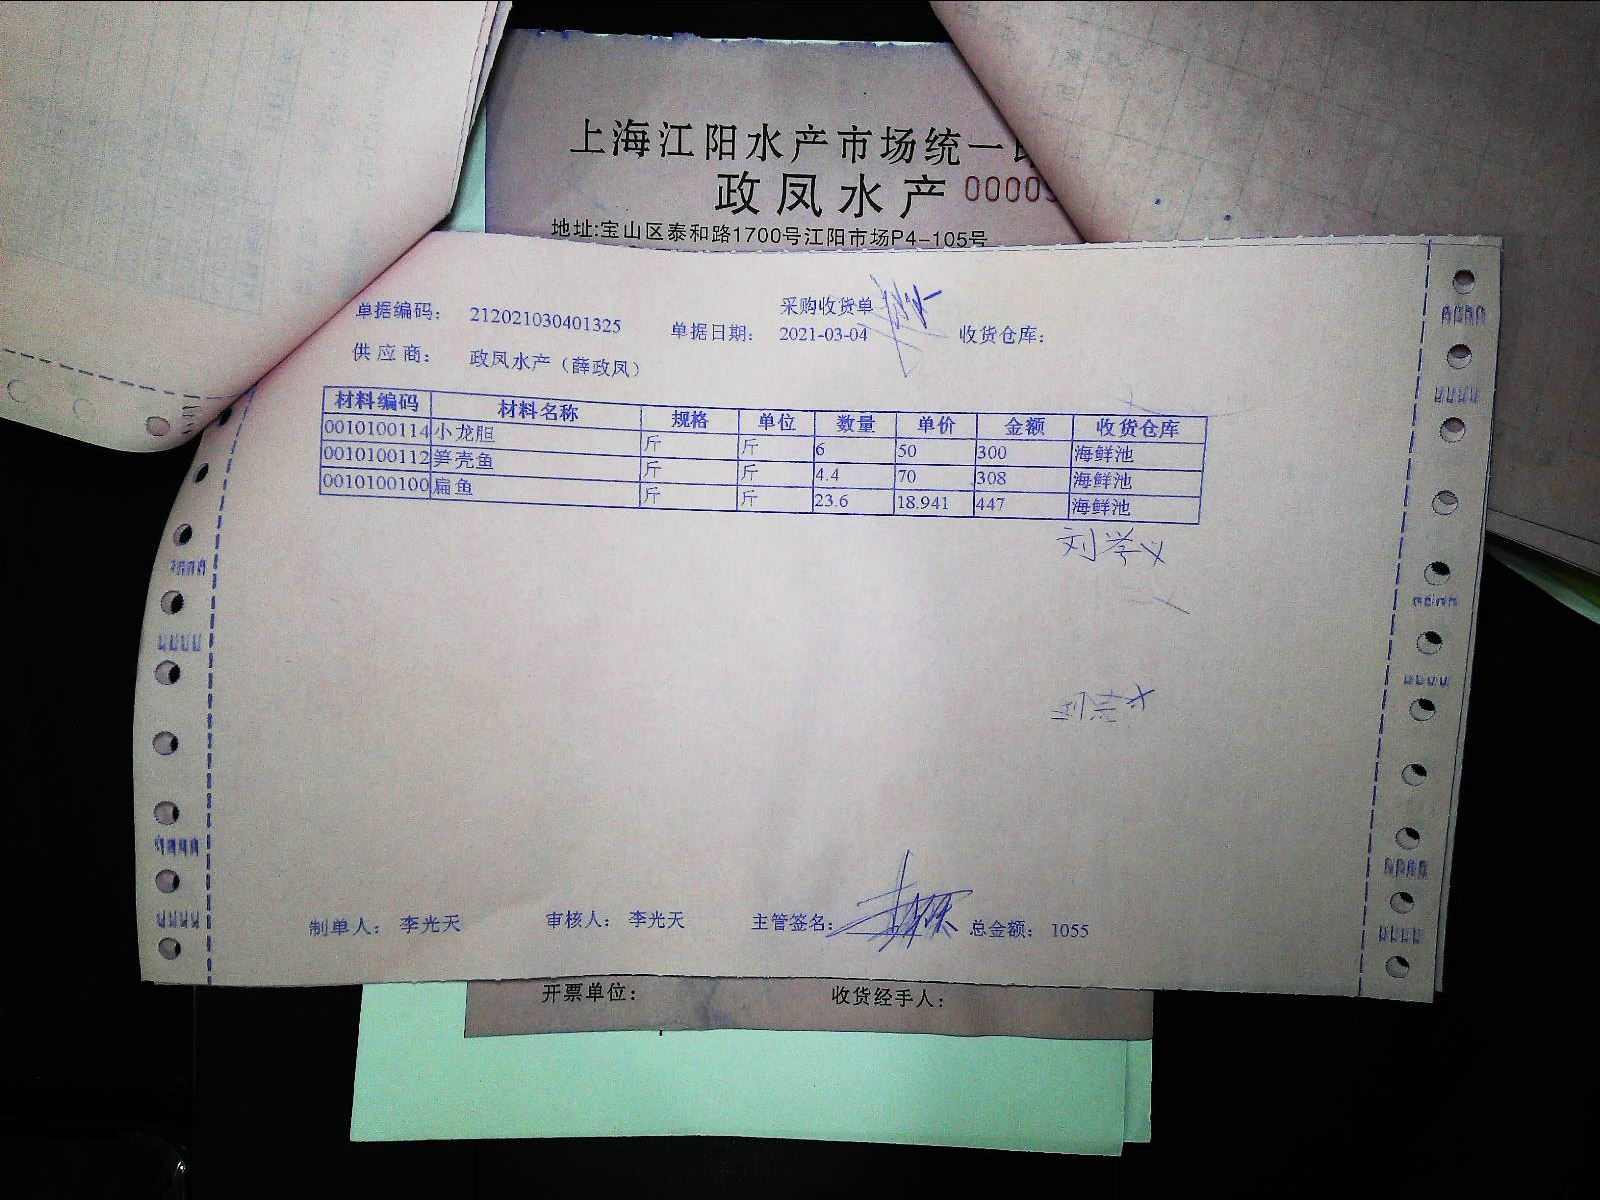 上海江阳水产市场统一
政凤水产 0000
地址:宝山区泰和路1700号江阳市场P4-105号
采购收货单
单据编码: 212021030401325 单据日期: 2021-03-04 收货仓库:
供应商: 政凤水产（薛政凤）
材料编码 材料名称 规格 单位 数量 单价 金额 收货仓库
0010100114 小龙胆 斤 斤 6 50 300 海鲜池
0010100112 笋壳鱼 斤 斤 4.4 70 308 海鲜池
0010100100 扁鱼 斤 斤 23.6 18.941 447 海鲜池
刘学义
制单人: 李光天 审核人: 李光天 主管签名: 总金额: 1055
开票单位: 收货经手人: